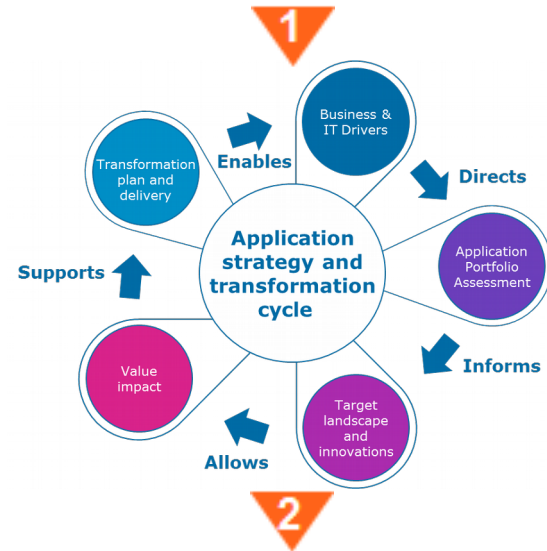 1
Business &
IT Drivers
Enables
Transformation
plan and
delivery
Directs
Application
strategy and
transformation
cycle
Application
Portfolio
Assessment
Supports
Informs
Value
impact
Target
landscape
and
innovations
Allows
2